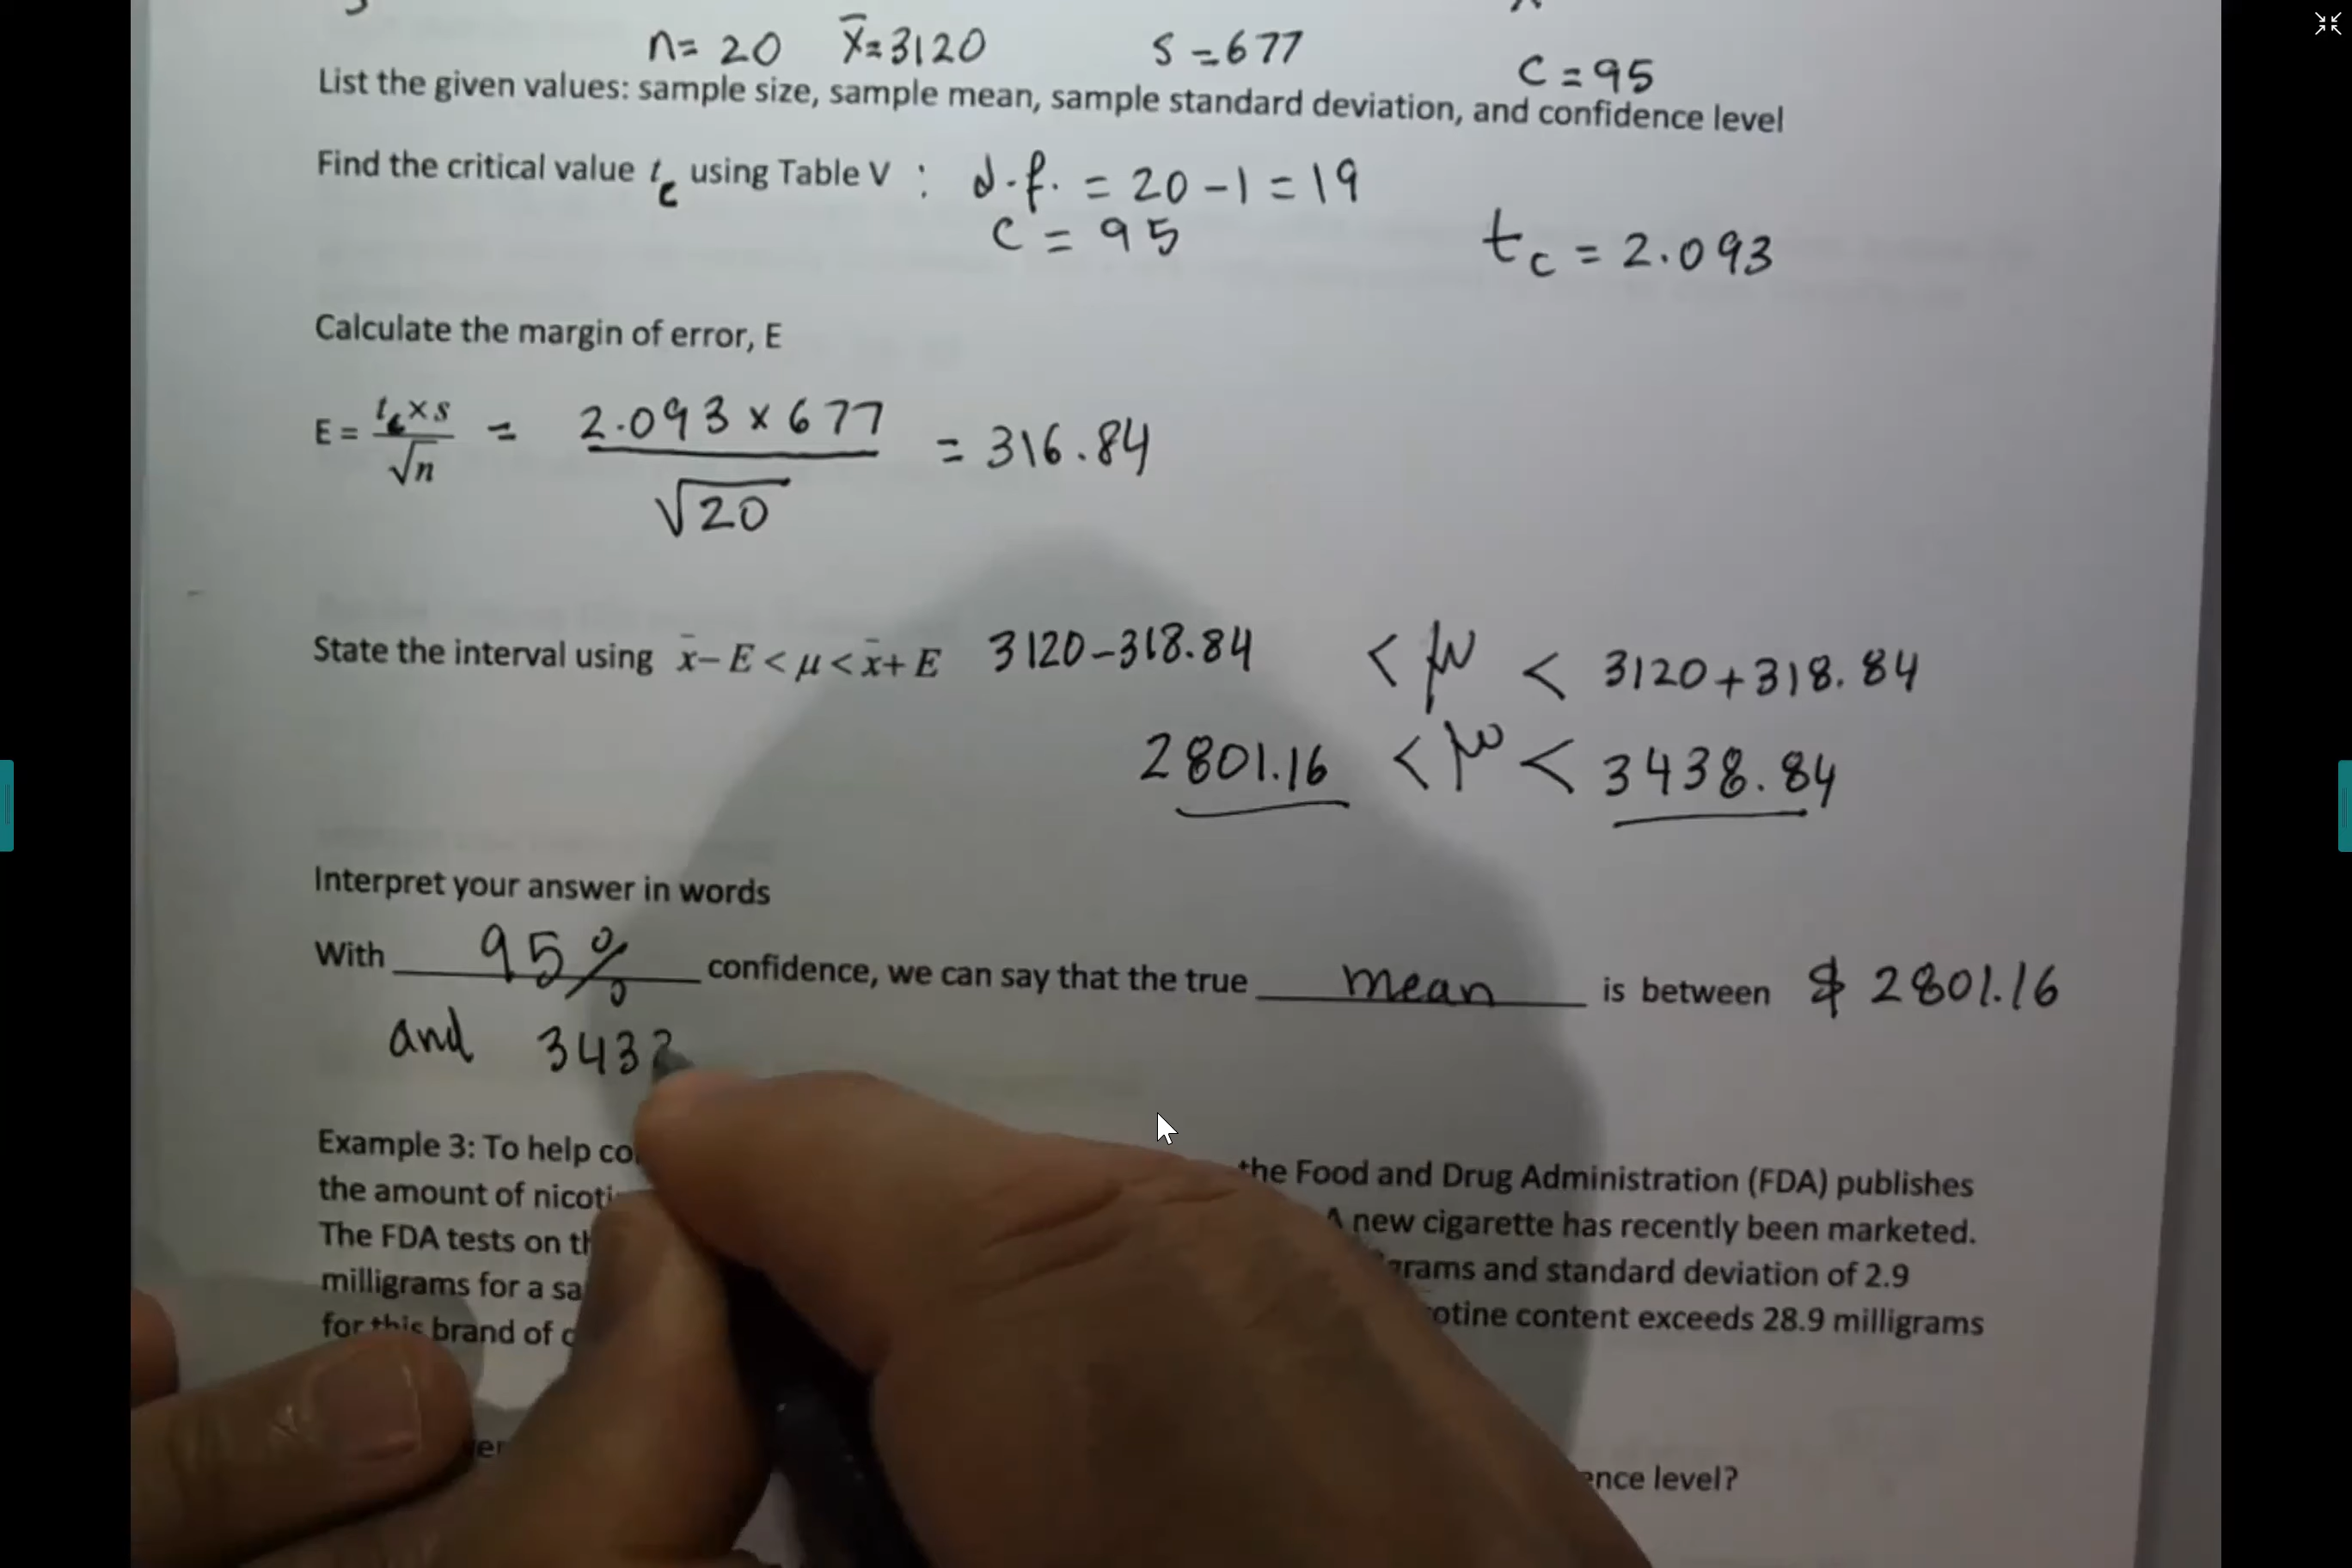 n= 20 x̄=3120 s =677 c =95
List the given values: sample size, sample mean, sample standard deviation, and confidence level
Find the critical value tc using Table V : d.f. = 20 -1 =19
c = 95 tc = 2.093
Calculate the margin of error, E
E = tc×s/√n = 2.093 x 677/√20 = 316.84
State the interval using x̄- E < μ < x̄+ E 3120-318.84 < μ < 3120+318.84
2801.16 < μ < 3438.84
Interpret your answer in words
With 95% confidence, we can say that the true mean is between $ 2801.16
and 343
Example 3: To help the Food and Drug Administration (FDA) publishes
the amount of new cigarette has recently been marketed.
The FDA tests on and standard deviation of 2.9
milligrams for a content exceeds 28.9 milligrams
for this brand of
level?